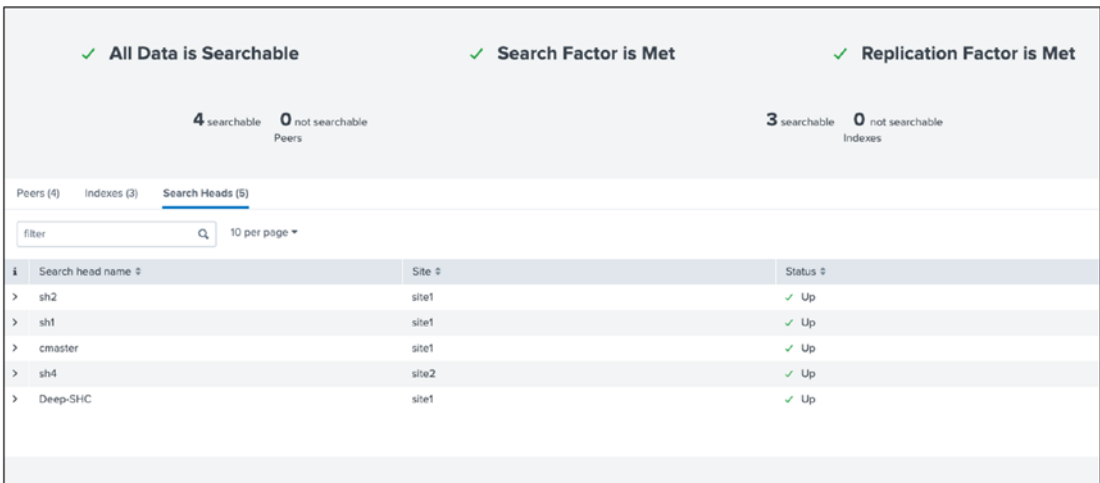 All Data is Searchable Search Factor is Met Replication Factor is Met
4 searchable 0 not searchable 3 searchable 0 not searchable
Peers Indexes
Peers (4) Indexes (3) Search Heads (5)
filter 10 per page
i Search head name Site Status
sh2 site1 Up
sh1 site1 Up
cmaster site1 Up
sh4 site2 Up
Deep-SHC site1 Up